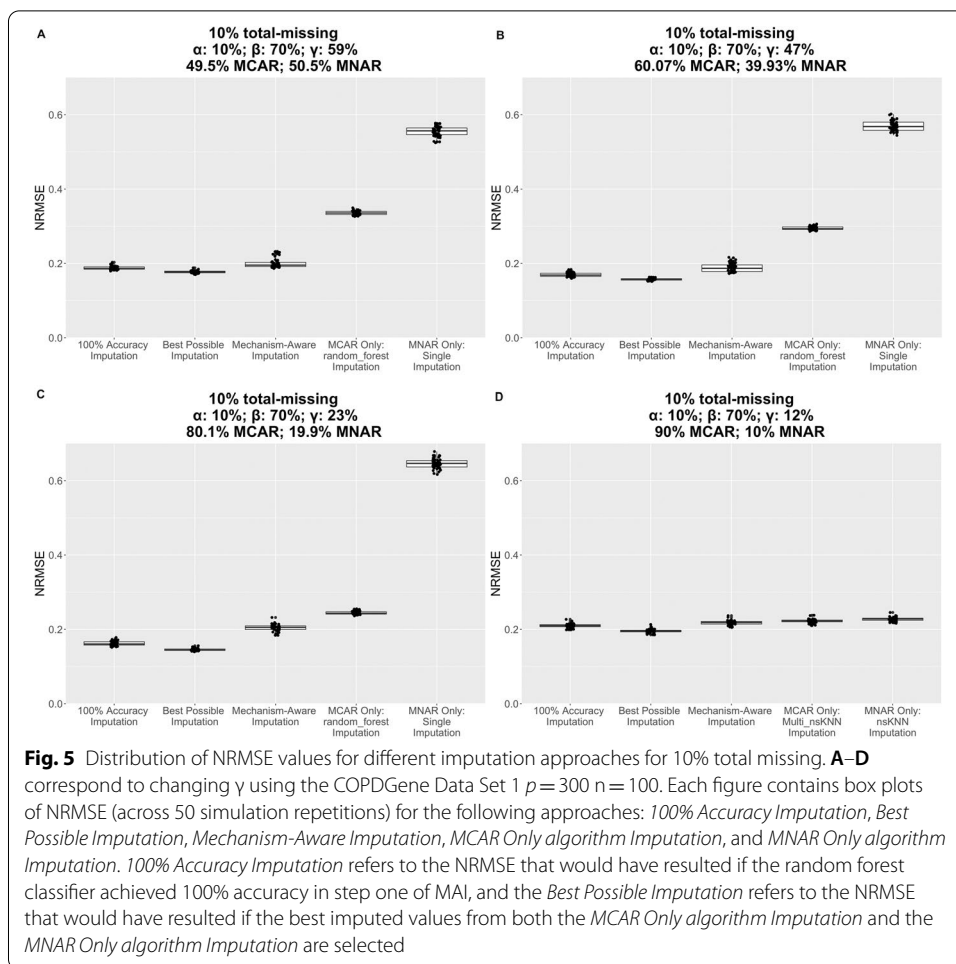 A
10% total-missing
α: 10%; β: 70%; γ: 59%
49.5% MCAR; 50.5% MNAR
NRMSE
0.6
0.4
0.2
0.0
100% Accuracy Imputation
Best Possible Imputation
Mechanism-Aware Imputation
MCAR Only: random_forest Imputation
MNAR Only: Single Imputation
B
10% total-missing
α: 10%; β: 70%; γ: 47%
60.07% MCAR; 39.93% MNAR
NRMSE
0.6
0.4
0.2
0.0
100% Accuracy Imputation
Best Possible Imputation
Mechanism-Aware Imputation
MCAR Only: random_forest Imputation
MNAR Only: Single Imputation
C
10% total-missing
α: 10%; β: 70%; γ: 23%
80.1% MCAR; 19.9% MNAR
NRMSE
0.6
0.4
0.2
0.0
100% Accuracy Imputation
Best Possible Imputation
Mechanism-Aware Imputation
MCAR Only: random_forest Imputation
MNAR Only: Single Imputation
D
10% total-missing
α: 10%; β: 70%; γ: 12%
90% MCAR; 10% MNAR
NRMSE
0.6
0.4
0.2
0.0
100% Accuracy Imputation
Best Possible Imputation
Mechanism-Aware Imputation
MCAR Only: Multi_nsKNN Imputation
MNAR Only: nsKNN Imputation
Fig. 5 Distribution of NRMSE values for different imputation approaches for 10% total missing. A–D
correspond to changing γ using the COPDGene Data Set 1 p = 300 n = 100. Each figure contains box plots
of NRMSE (across 50 simulation repetitions) for the following approaches: 100% Accuracy Imputation, Best
Possible Imputation, Mechanism-Aware Imputation, MCAR Only algorithm Imputation, and MNAR Only algorithm
Imputation. 100% Accuracy Imputation refers to the NRMSE that would have resulted if the random forest
classifier achieved 100% accuracy in step one of MAI, and the Best Possible Imputation refers to the NRMSE
that would have resulted if the best imputed values from both the MCAR Only algorithm Imputation and the
MNAR Only algorithm Imputation are selected